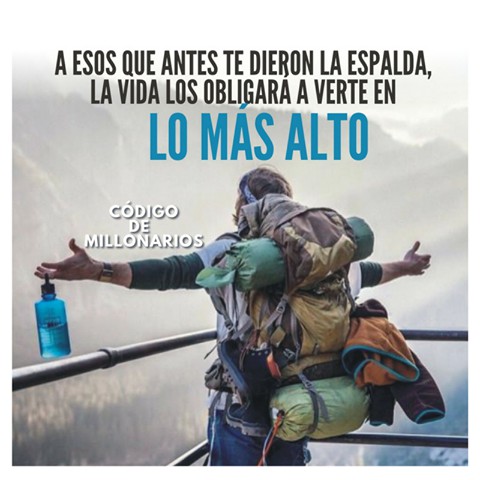 A ESOS QUE ANTES TE DIERON LA ESPALDA,
LA VIDA LOS OBLIGARÁ A VERTE EN
LO MÁS ALTO
CÓDIGO
DE
MILLONARIOS